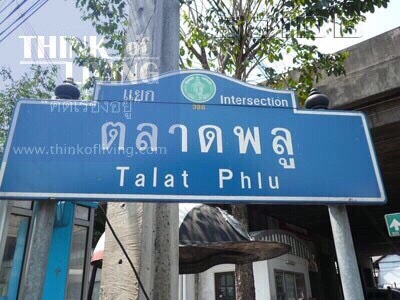 THINK of
LIVING
คิดเรื่องอยู่
แยก
Intersection
ตลาดพลู
www.thinkofliving.com
Talat Phlu